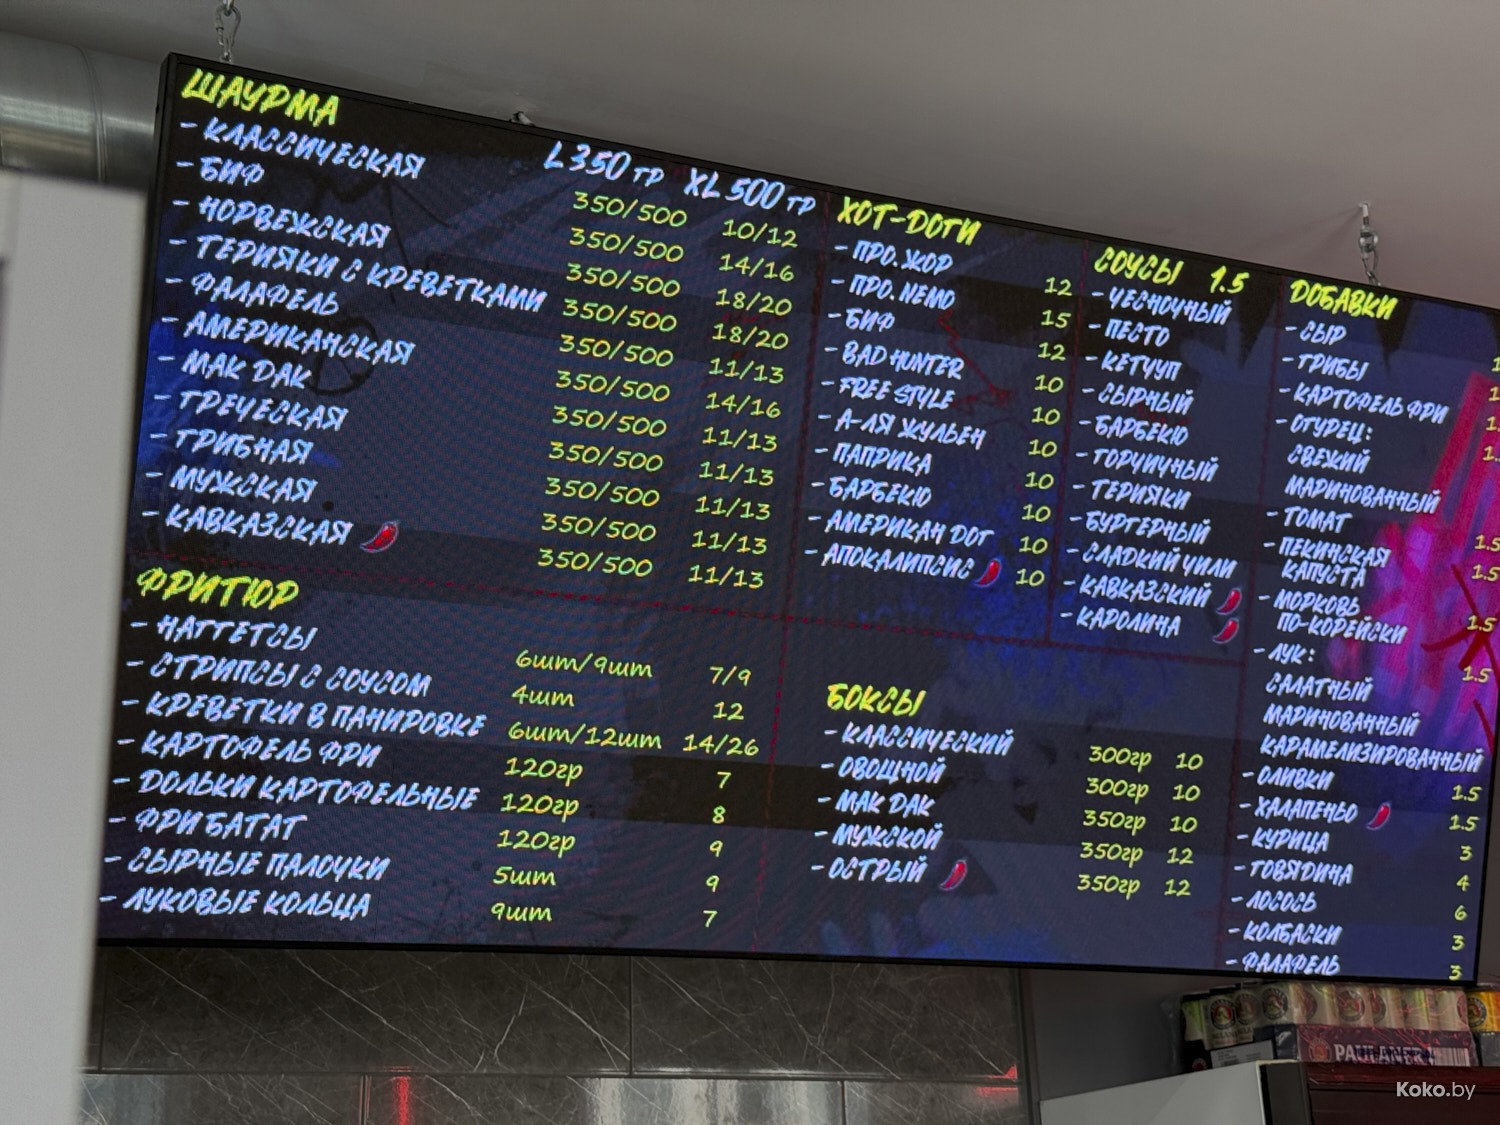 ШАУРМА L 350 гр XL 500 гр
- КЛАССИЧЕСКАЯ 350/500 10/12
- БИФ 350/500 14/16
- НОРВЕЖСКАЯ 350/500 18/20
- ТЕРИЯКИ С КРЕВЕТКАМИ 350/500 18/20
- ФАЛАФЕЛЬ 350/500 11/13
- АМЕРИКАНСКАЯ 350/500 14/16
- МАК ДАК 350/500 11/13
- ГРЕЧЕСКАЯ 350/500 11/13
- ГРИБНАЯ 350/500 11/13
- МУЖСКАЯ 350/500 11/13
- КАВКАЗСКАЯ 350/500 11/13
ФРИТЮР
- НАГГЕТСЫ 6шт/9шт 7/9
- СТРИПСЫ С СОУСОМ 4шт 12
- КРЕВЕТКИ В ПАНИРОВКЕ 6шт/12шт 14/26
- КАРТОФЕЛЬ ФРИ 120гр 7
- ДОЛЬКИ КАРТОФЕЛЬНЫЕ 120гр 8
- ФРИ БАТАТ 120гр 9
- СЫРНЫЕ ПАЛОЧКИ 5шт 9
- ЛУКОВЫЕ КОЛЬЦА 9шт 7
ХОТ-ДОГИ
- ПРО.ЖОР 12
- ПРО.NEMO 15
- БИФ 12
- BAD HUNTER 10
- FREE STYLE 10
- А-ЛЯ ЖУЛЬЕН 10
- ПАПРИКА 10
- БАРБЕКЮ 10
- АМЕРИКАН ДОГ 10
- АПОКАЛИПСИС 10
БОКСЫ
- КЛАССИЧЕСКИЙ 300гр 10
- ОВОЩНОЙ 300гр 10
- МАК ДАК 350гр 10
- МУЖСКОЙ 350гр 12
- ОСТРЫЙ 350гр 12
СОУСЫ 1.5
- ЧЕСНОЧНЫЙ
- ПЕСТО
- КЕТЧУП
- СЫРНЫЙ
- БАРБЕКЮ
- ГОРЧИЧНЫЙ
- ТЕРИЯКИ
- БУРГЕРНЫЙ
- СЛАДКИЙ ЧИЛИ
- КАВКАЗСКИЙ
- КАРОЛИНА
ДОБАВКИ
- СЫР
- ГРИБЫ
- КАРТОФЕЛЬ ФРИ
- ОГУРЕЦ:
СВЕЖИЙ
МАРИНОВАННЫЙ
- ТОМАТ 1.5
- ПЕКИНСКАЯ
КАПУСТА 1.5
- МОРКОВЬ
ПО-КОРЕЙСКИ 1.5
- ЛУК: 1.5
САЛАТНЫЙ
МАРИНОВАННЫЙ
КАРАМЕЛИЗИРОВАННЫЙ
- ОЛИВКИ 1.5
- ХАЛАПЕНЬО 1.5
- КУРИЦА 3
- ГОВЯДИНА 4
- ЛОСОСЬ 6
- КОЛБАСКИ 3
- ФАЛАФЕЛЬ 3
Koko.by